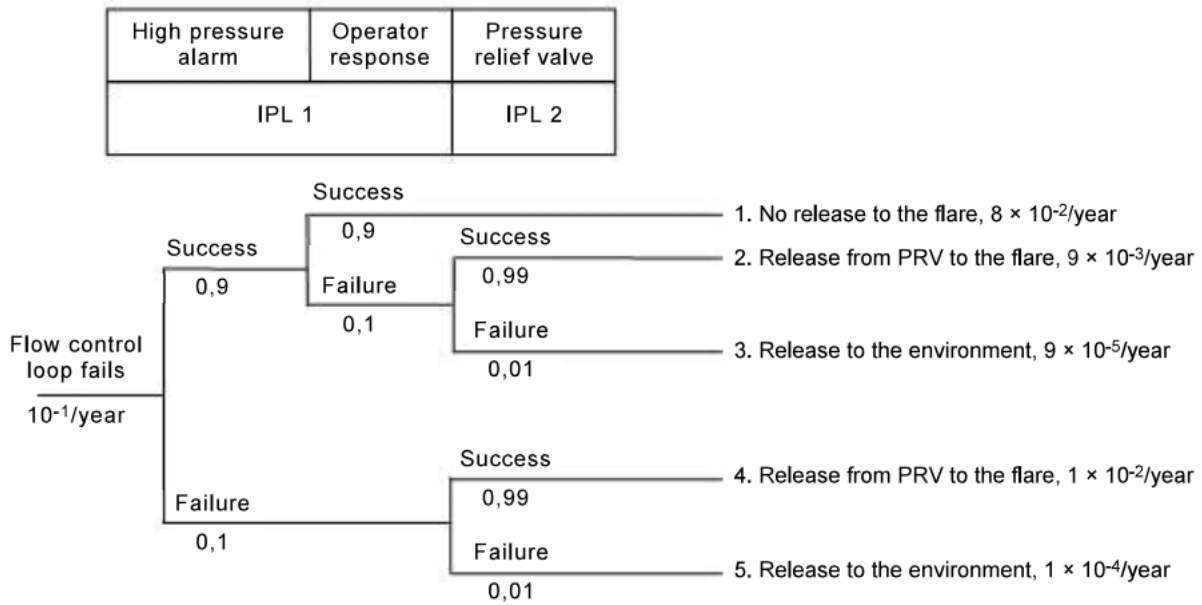 High pressure
alarm
Operator
response
Pressure
relief valve
IPL 1
IPL 2
Success
0,9
1. No release to the flare, 8 × 10⁻²/year
Success
0,9
Success
0,99
2. Release from PRV to the flare, 9 × 10⁻³/year
Failure
0,1
Failure
0,01
3. Release to the environment, 9 × 10⁻⁵/year
Flow control
loop fails
10⁻¹/year
Success
0,99
4. Release from PRV to the flare, 1 × 10⁻²/year
Failure
0,1
Failure
0,01
5. Release to the environment, 1 × 10⁻⁴/year